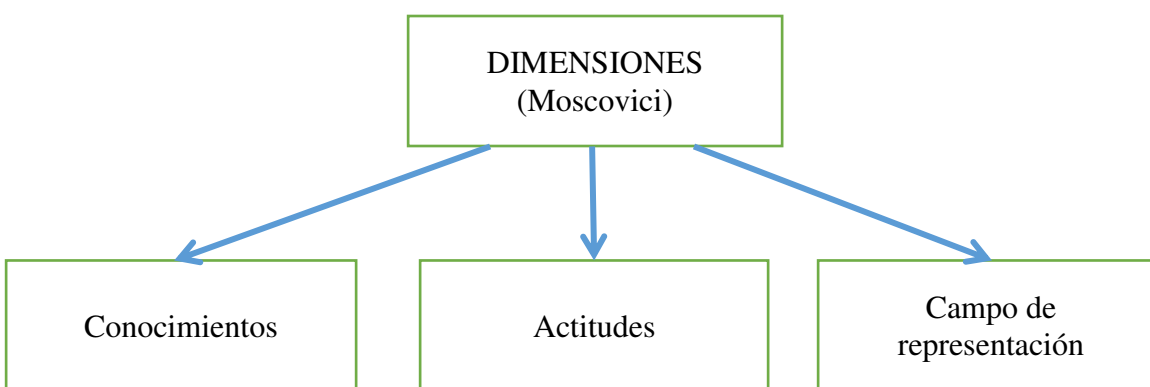 DIMENSIONES
(Moscovici)
Conocimientos
Actitudes
Campo de
representación